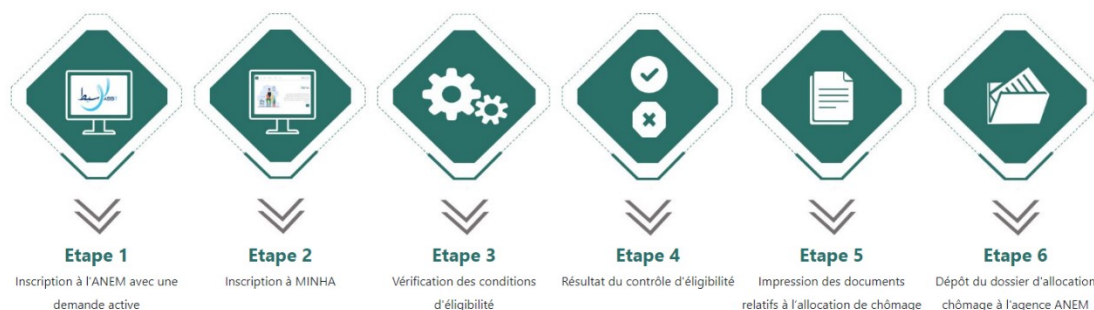 الوسيط
Etape 1
Inscription à l'ANEM avec une
demande active
Etape 2
Inscription à MINHA
Etape 3
Vérification des conditions
d'éligibilité
Etape 4
Résultat du contrôle d'éligibilité
Etape 5
Impression des documents
relatifs à l'allocation de chômage
Etape 6
Dépôt du dossier d'allocation
chômage à l'agence ANEM